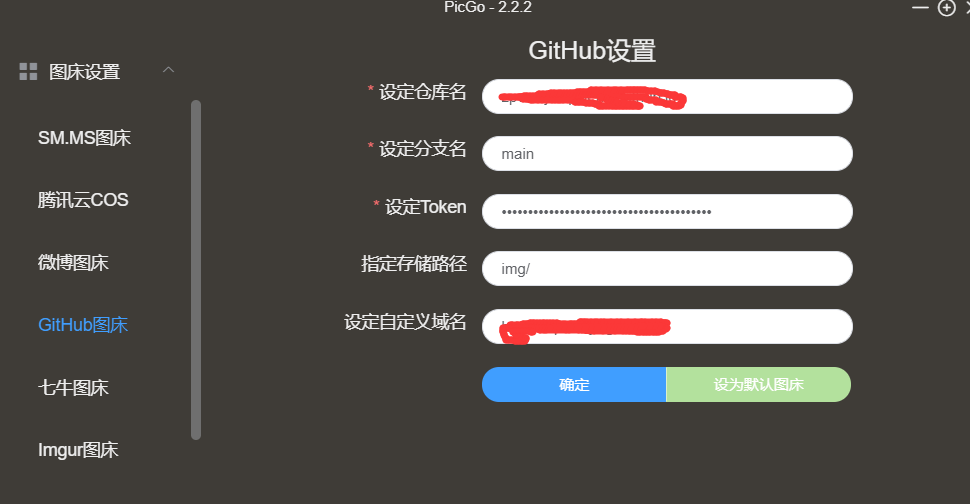 PicGo - 2.2.2
GitHub设置
图床设置
SM.MS图床
腾讯云COS
微博图床
GitHub图床
七牛图床
Imgur图床
* 设定仓库名
* 设定分支名
main
* 设定Token
指定存储路径
img/
设定自定义域名
确定
设为默认图床